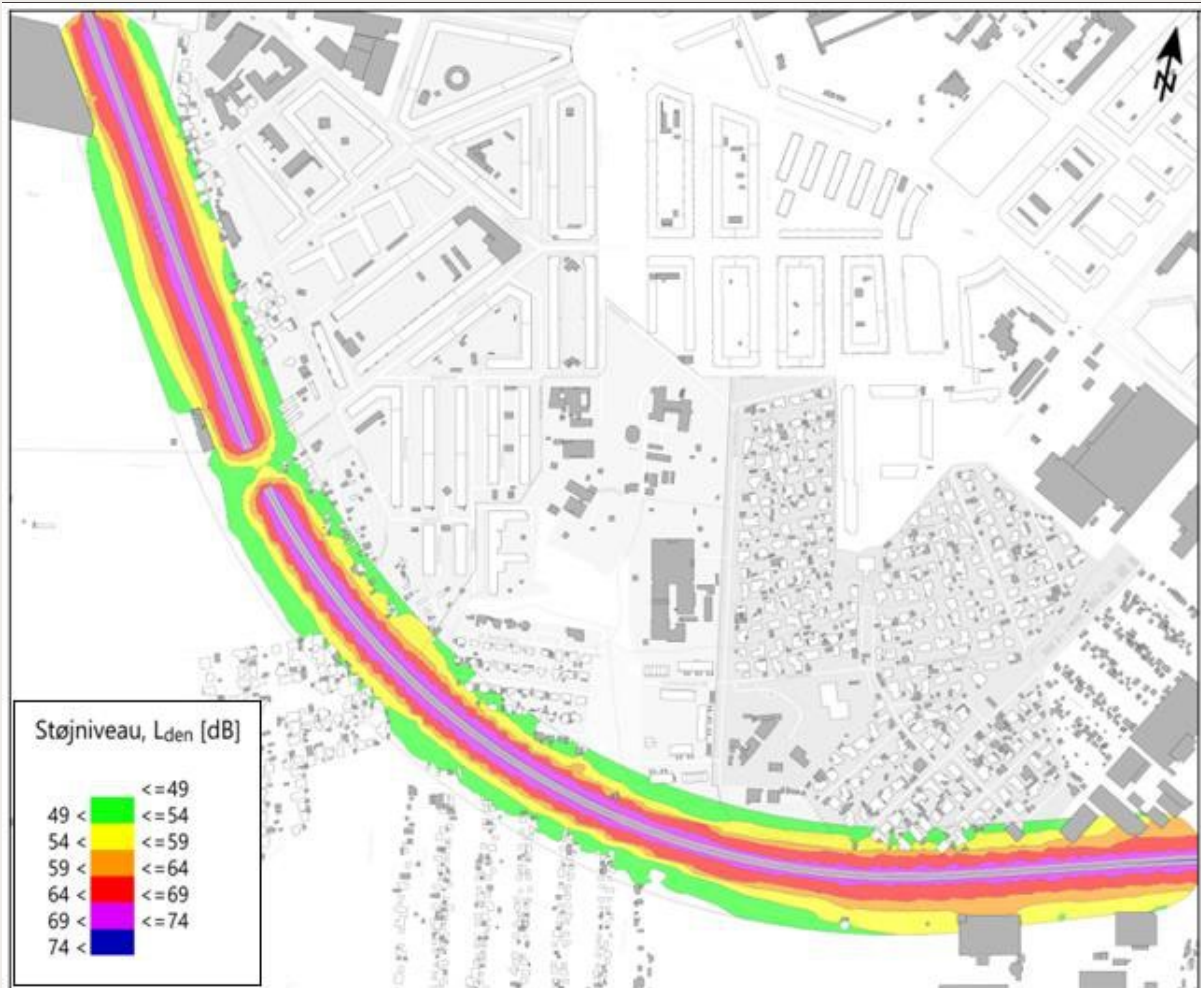 N
Støjniveau, Lden [dB]
<=49
49 < <=54
54 < <=59
59 < <=64
64 < <=69
69 < <=74
74 <